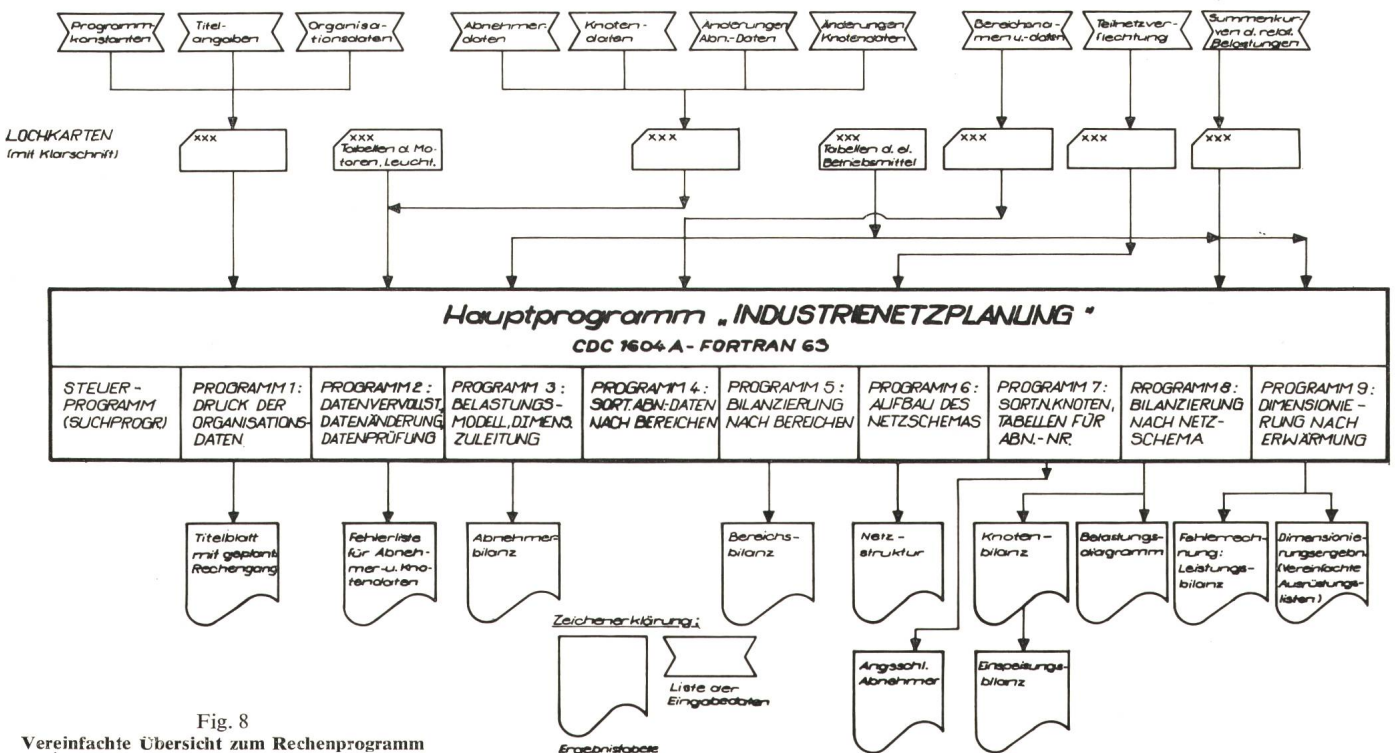 Programm-
konstanten
Titel-
angaben
Organisa-
tionsdaten
Abnehmer-
daten
Knoten-
daten
Änderungen
Abn.-Daten
Änderungen
Knotendaten
Bereichsna-
men u.-daten
Teilnetzver-
flechtung
Summenkur-
ven d. relat.
Belastungen
LOCHKARTEN
(mit Klarschrift)
xxx
xxx
Tabellen d. Mo-
toren, Leucht.
xxx
xxx
Tabellen d. el.
Betriebsmittel
xxx
xxx
xxx
Hauptprogramm „INDUSTRIENETZPLANUNG"
CDC 1604 A - FORTRAN 63
STEUER-
PROGRAMM
(SUCHPROGR)
PROGRAMM 1:
DRUCK DER
ORGANISATIONS-
DATEN
PROGRAMM 2:
DATENVERVOLLST,
DATENÄNDERUNG,
DATENPRÜFUNG
PROGRAMM 3:
BELASTUNGS-
MODELL, DIMENS.
ZULEITUNG
PROGRAMM 4:
SORT. ABN.-DATEN
NACH BEREICHEN
PROGRAMM 5:
BILANZIERUNG
NACH BEREICHEN
PROGRAMM 6:
AUFBAU DES
NETZSCHEMAS
PROGRAMM 7:
SORT.N.KNOTEN,
TABELLEN FÜR
ABN.-NR.
PROGRAMM 8:
BILANZIERUNG
NACH NETZ-
SCHEMA
PROGRAMM 9:
DIMENSIONIE-
RUNG NACH
ERWÄRMUNG
Titelblatt
mit geplant.
Rechengang
Fehlerliste
für Abneh-
mer-u. Kno-
tendaten
Abnehmer-
bilanz
Bereichs-
bilanz
Netz-
struktur
Knoten-
bilanz
Belastungs-
diagramm
Fehlerrech-
nung:
Leistungs-
bilanz
Dimensionie-
rungsergebn.
(Vereinfachte
Ausrüstungs-
listen)
Zeichenerklärung:
Liste der
Eingabedaten
Ergebnistabelle
Angschl.
Abnehmer
Einspeisungs-
bilanz
Fig. 8
Vereinfachte Übersicht zum Rechenprogramm